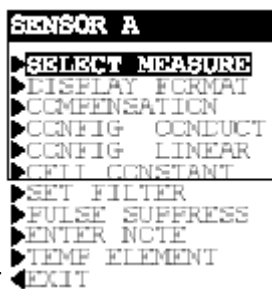 SENSOR A
SELECT MEASURE
DISPLAY FORMAT
COMPENSATION
CONFIG CONDUCT
CONFIG LINEAR
CELL CONSTANT
SET FILTER
PULSE SUPPRESS
ENTER NOTE
TEMP ELEMENT
EXIT